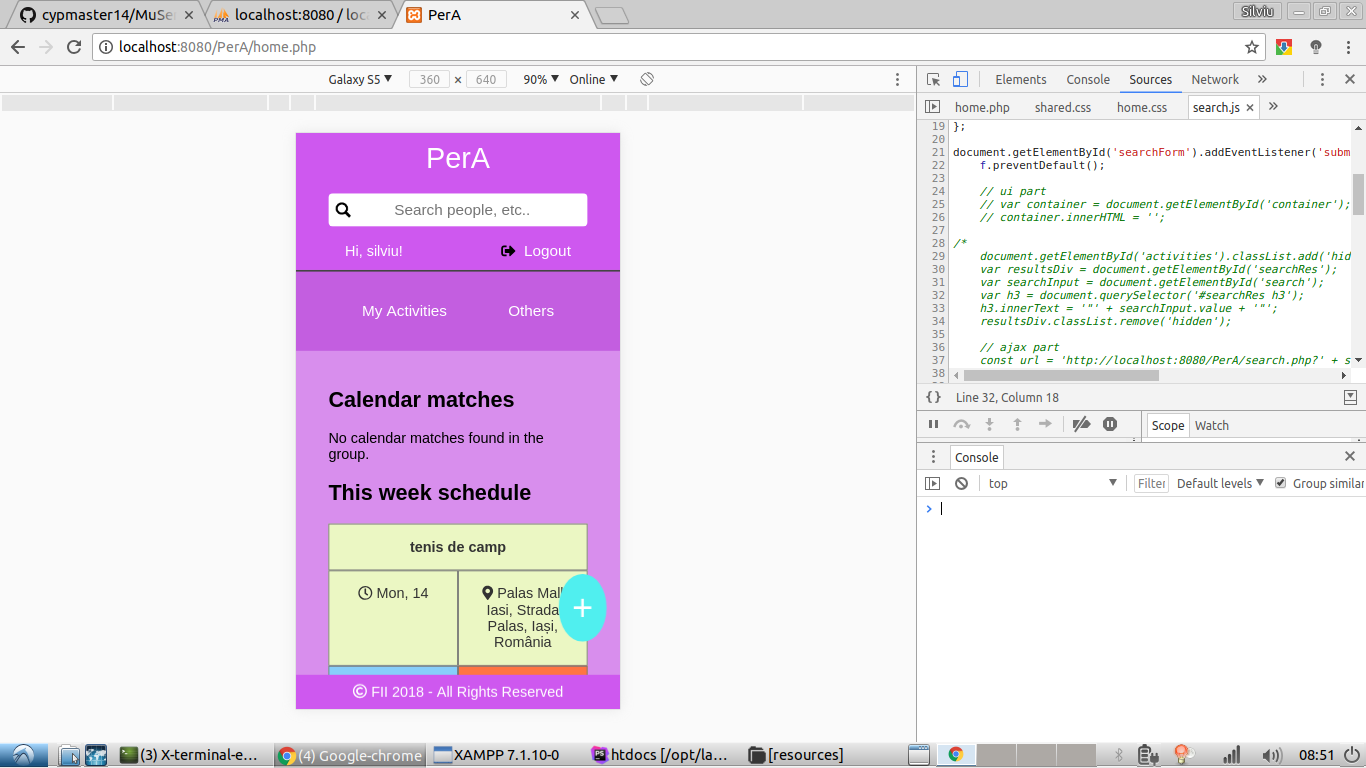 cypmaster14/MuSe
localhost:8080 / loc
PerA
Silviu
localhost:8080/PerA/home.php
Galaxy S5 ▼ 360 × 640 90% ▼ Online ▼
PerA
Search people, etc..
Hi, silviu!
Logout
My Activities
Others
Calendar matches
No calendar matches found in the
group.
This week schedule
tenis de camp
Mon, 14
Palas Mall
Iasi, Strada
Palas, Iași,
România
+
© FII 2018 - All Rights Reserved
Elements Console Sources Network »
home.php shared.css home.css search.js × »
19 };
20
21 document.getElementById('searchForm').addEventListener('subm
22 f.preventDefault();
23
24 // ui part
25 // var container = document.getElementById('container');
26 // container.innerHTML = '';
27
28 /*
29 document.getElementById('activities').classList.add('hid
30 var resultsDiv = document.getElementById('searchRes');
31 var searchInput = document.getElementById('search');
32 var h3 = document.querySelector('#searchRes h3');
33 h3.innerText = '"' + searchInput.value + '"';
34 resultsDiv.classList.remove('hidden');
35
36 // ajax part
37 const url = 'http://localhost:8080/PerA/search.php?' + s
38
{} Line 32, Column 18
Scope Watch
Console
top ▼ Filter Default levels ▼ Group similar
>
(3) X-terminal-e...
(4) Google-chrome
XAMPP 7.1.10-0
htdocs [/opt/la...
[resources]
08:51